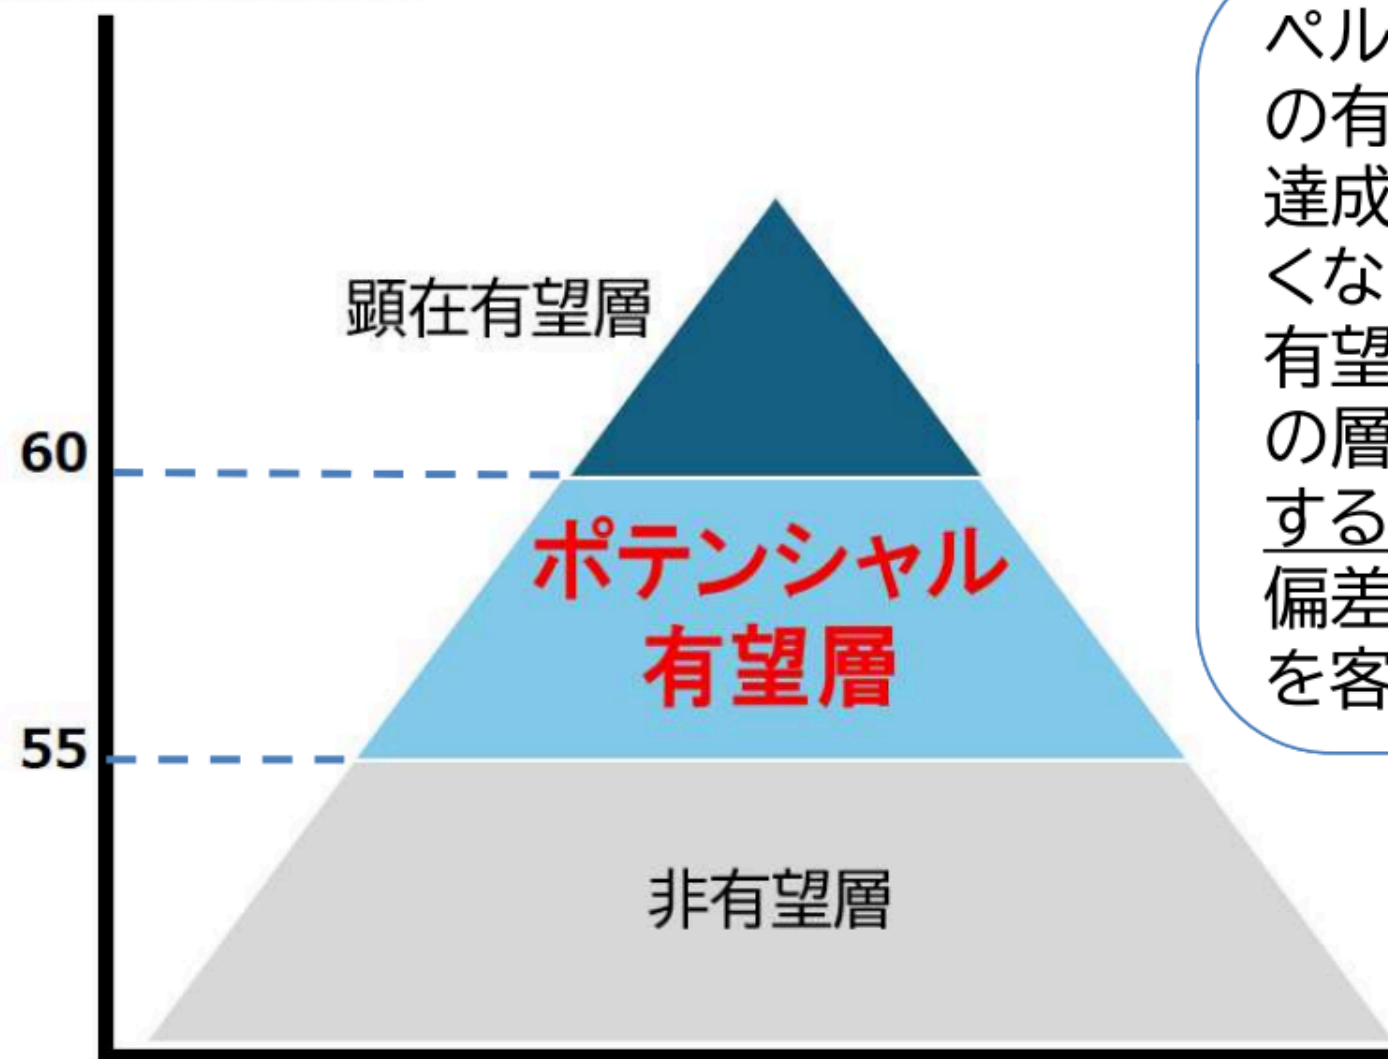 顕在有望層
60
ポテンシャル
有望層
55
非有望層
ペル
の有
達成
くな
有望
の層
する
偏差
を客